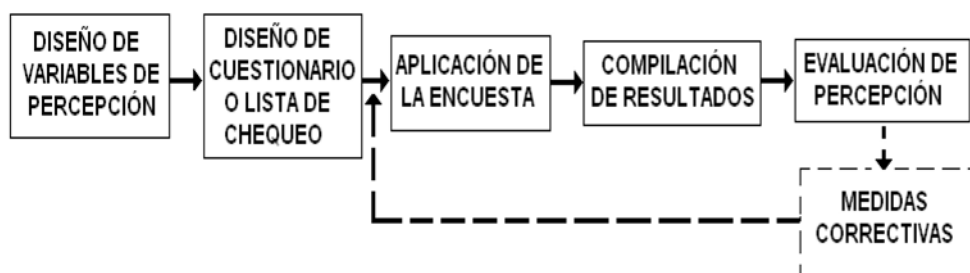 DISEÑO DE
VARIABLES DE
PERCEPCIÓN
DISEÑO DE
CUESTIONARIO
O LISTA DE
CHEQUEO
APLICACIÓN DE
LA ENCUESTA
COMPILACIÓN
DE RESULTADOS
EVALUACIÓN DE
PERCEPCIÓN
MEDIDAS
CORRECTIVAS